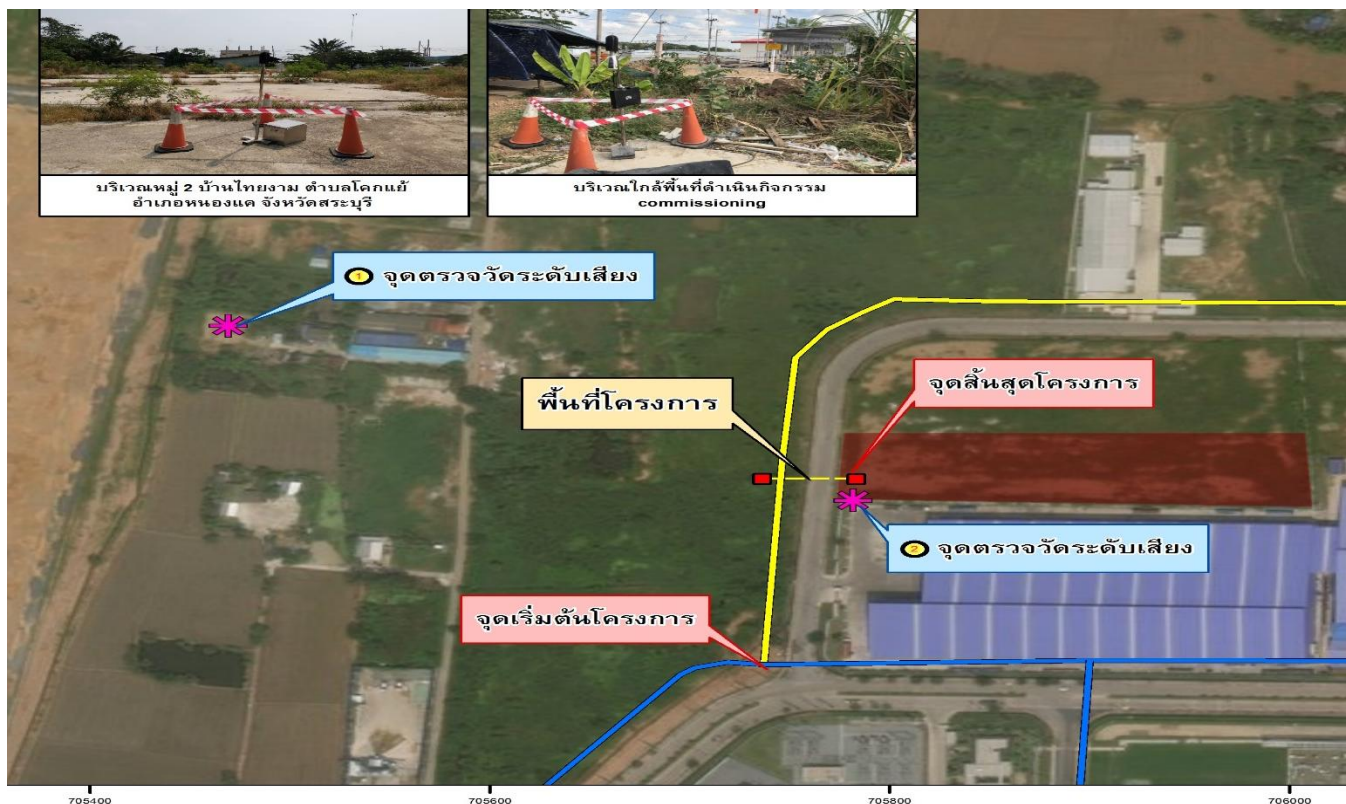 บริเวณหมู่ 2 บ้านไทยงาม ตำบลโคกแย้
อำเภอหนองแค จังหวัดสระบุรี
บริเวณใกล้พื้นที่ดำเนินกิจกรรม
commissioning
1 จุดตรวจวัดระดับเสียง
จุดสิ้นสุดโครงการ
พื้นที่โครงการ
2 จุดตรวจวัดระดับเสียง
จุดเริ่มต้นโครงการ
705400
705600
705800
706000